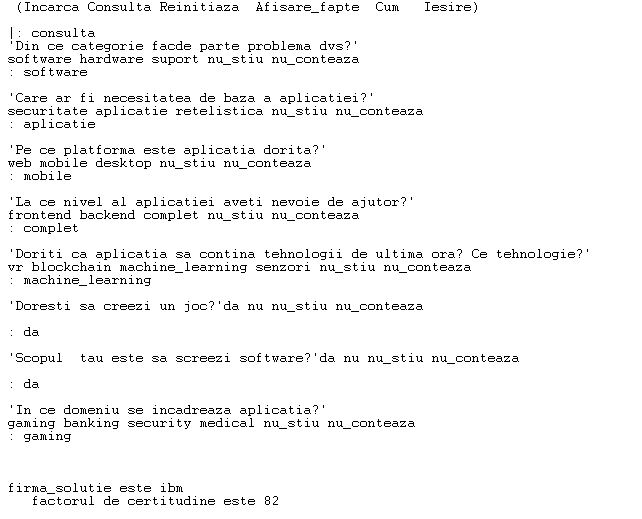 (Incarca Consulta Reinitiaza Afisare_fapte Cum Iesire)
|: consulta
'Din ce categorie facde parte problema dvs?'
software hardware suport nu_stiu nu_conteaza
: software
'Care ar fi necesitatea de baza a aplicatiei?'
securitate aplicatie retelistica nu_stiu nu_conteaza
: aplicatie
'Pe ce platforma este aplicatia dorita?'
web mobile desktop nu_stiu nu_conteaza
: mobile
'La ce nivel al aplicatiei aveti nevoie de ajutor?'
frontend backend complet nu_stiu nu_conteaza
: complet
'Doriti ca aplicatia sa contina tehnologii de ultima ora? Ce tehnologie?'
vr blockchain machine_learning senzori nu_stiu nu_conteaza
: machine_learning
'Doresti sa creezi un joc?'da nu nu_stiu nu_conteaza
: da
'Scopul tau este sa screezi software?'da nu nu_stiu nu_conteaza
: da
'In ce domeniu se incadreaza aplicatia?'
gaming banking security medical nu_stiu nu_conteaza
: gaming
firma_solutie este ibm
factorul de certitudine este 82